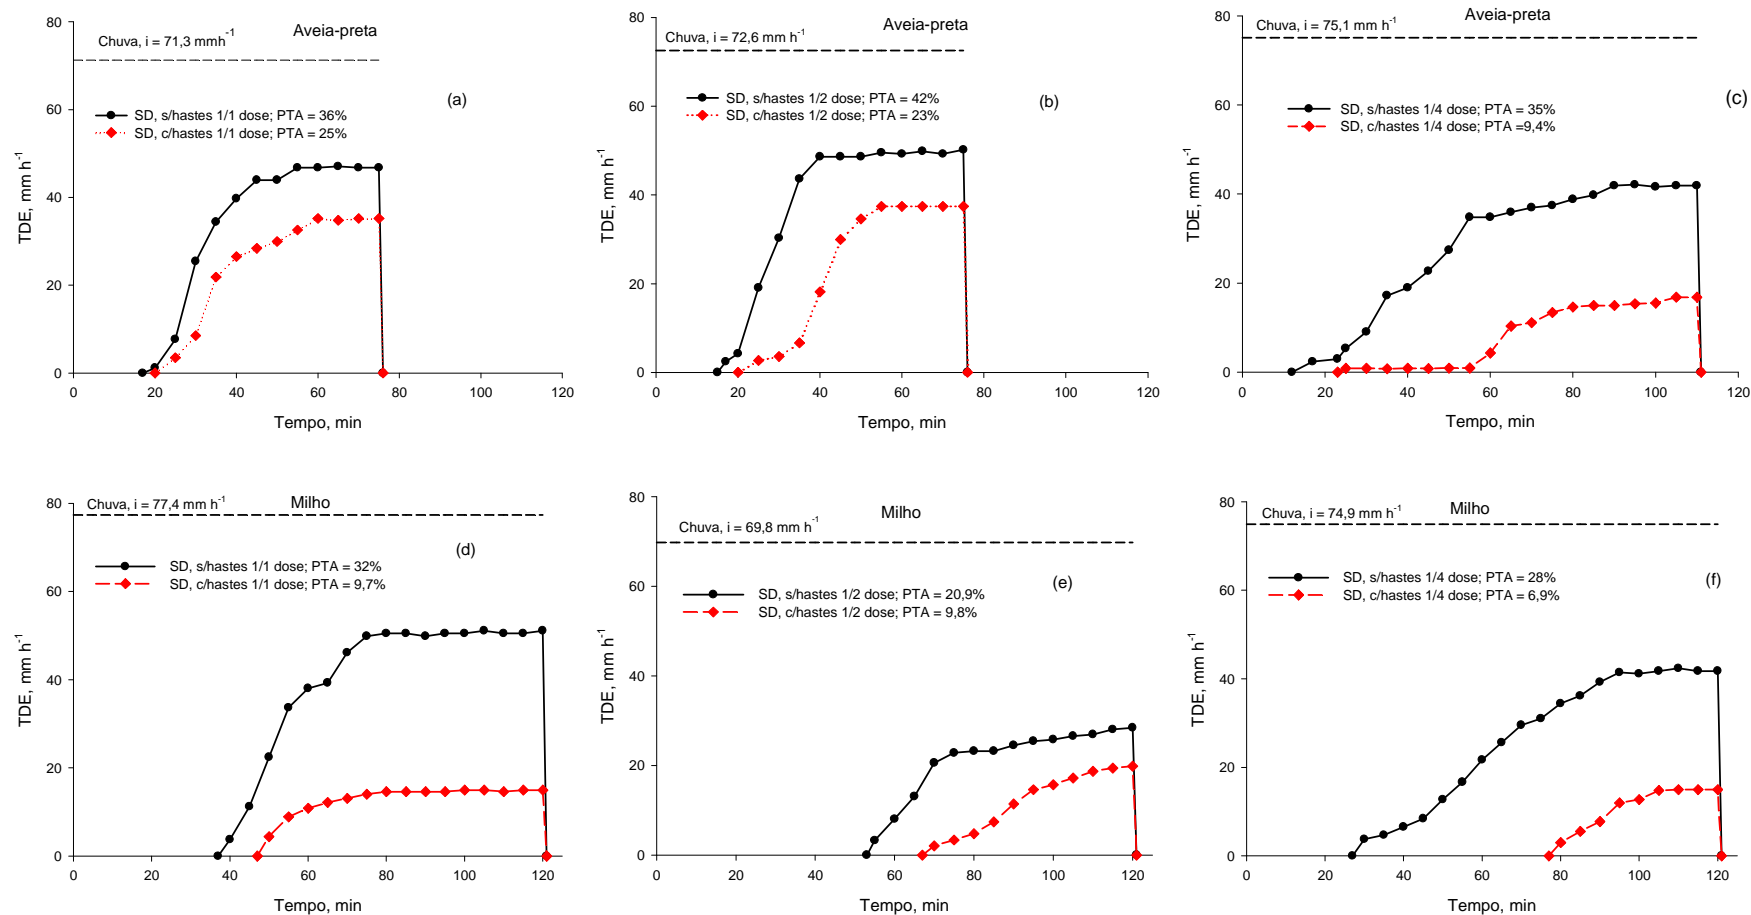 Aveia-preta
Chuva, i = 71,3 mmh-1
(a)
SD, s/hastes 1/1 dose; PTA = 36%
SD, c/hastes 1/1 dose; PTA = 25%
TDE, mm h-1
80
60
40
20
0
0 20 40 60 80 100 120
Tempo, min
Aveia-preta
Chuva, i = 72,6 mm h-1
(b)
SD, s/hastes 1/2 dose; PTA = 42%
SD, c/hastes 1/2 dose; PTA = 23%
TDE, mm h-1
80
60
40
20
0
0 20 40 60 80 100 120
Tempo, min
Aveia-preta
Chuva, i = 75,1 mm h-1
(c)
SD, s/hastes 1/4 dose; PTA = 35%
SD, c/hastes 1/4 dose; PTA =9,4%
TDE, mm h-1
80
60
40
20
0
0 20 40 60 80 100 120
Tempo, min
Milho
Chuva, i = 77,4 mm h-1
(d)
SD, s/hastes 1/1 dose; PTA = 32%
SD, c/hastes 1/1 dose; PTA = 9,7%
TDE, mm h-1
80
60
40
20
0
0 20 40 60 80 100 120
Tempo, min
Milho
Chuva, i = 69,8 mm h-1
(e)
SD, s/hastes 1/2 dose; PTA = 20,9%
SD, c/hastes 1/2 dose; PTA = 9,8%
TDE, mm h-1
80
60
40
20
0
0 20 40 60 80 100 120
Tempo, min
Milho
Chuva, i = 74,9 mm h-1
(f)
SD, s/hastes 1/4 dose; PTA = 28%
SD, c/hastes 1/4 dose; PTA = 6,9%
TDE, mm h-1
80
60
40
20
0
0 20 40 60 80 100 120
Tempo, min